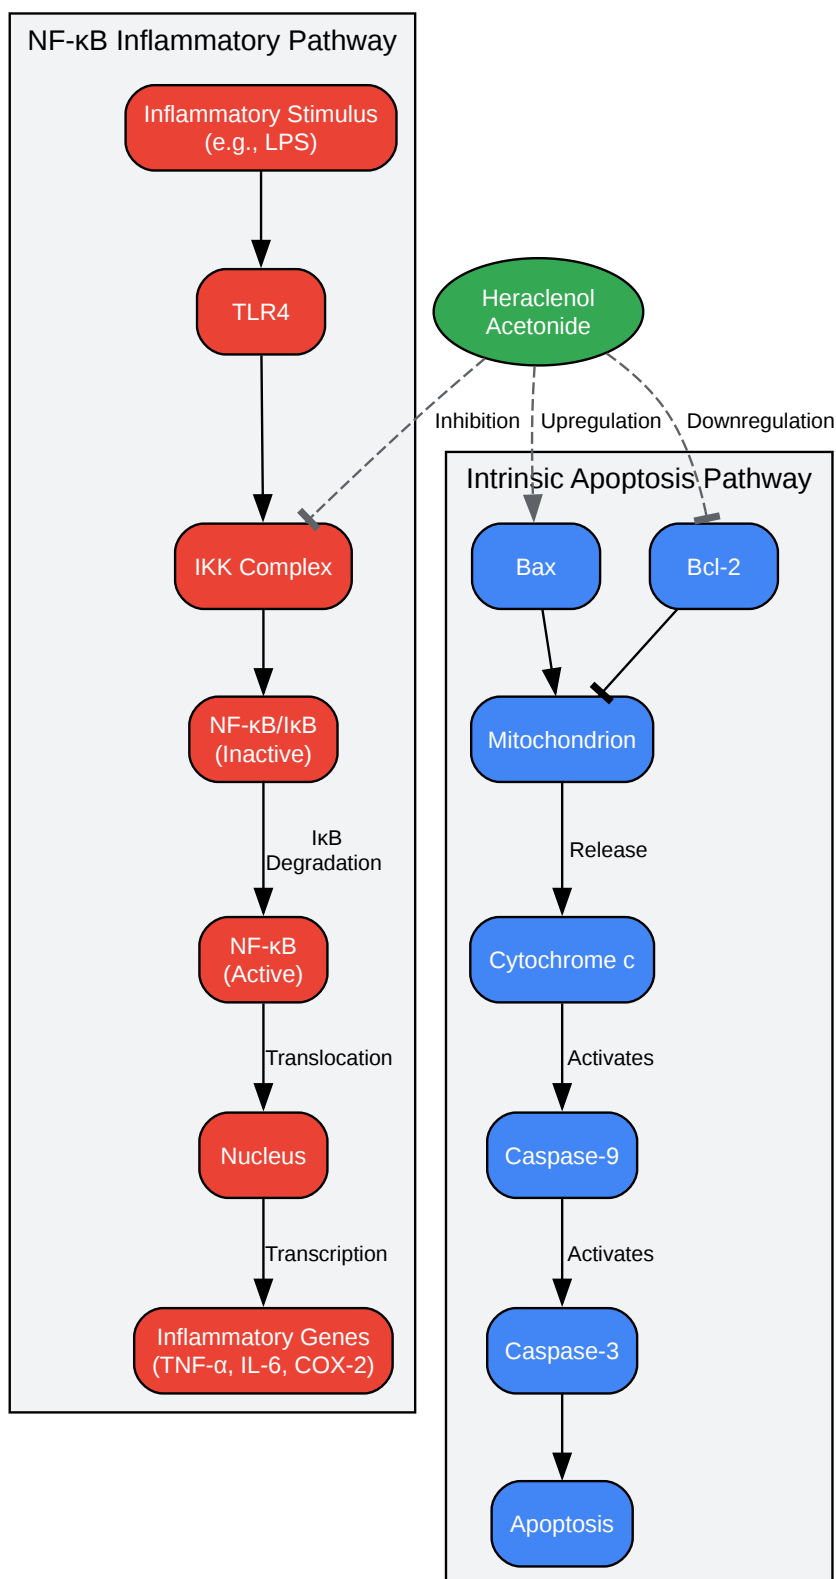 NF-κB Inflammatory Pathway
Inflammatory Stimulus
(e.g., LPS)
TLR4
Heraclenol
Acetonide
Inhibition
Upregulation
Downregulation
Intrinsic Apoptosis Pathway
IKK Complex
Bax
Bcl-2
NF-κB/IκB
(Inactive)
Mitochondrion
IκB
Degradation
Release
NF-κB
(Active)
Cytochrome c
Translocation
Activates
Nucleus
Caspase-9
Transcription
Activates
Inflammatory Genes
(TNF-α, IL-6, COX-2)
Caspase-3
Apoptosis